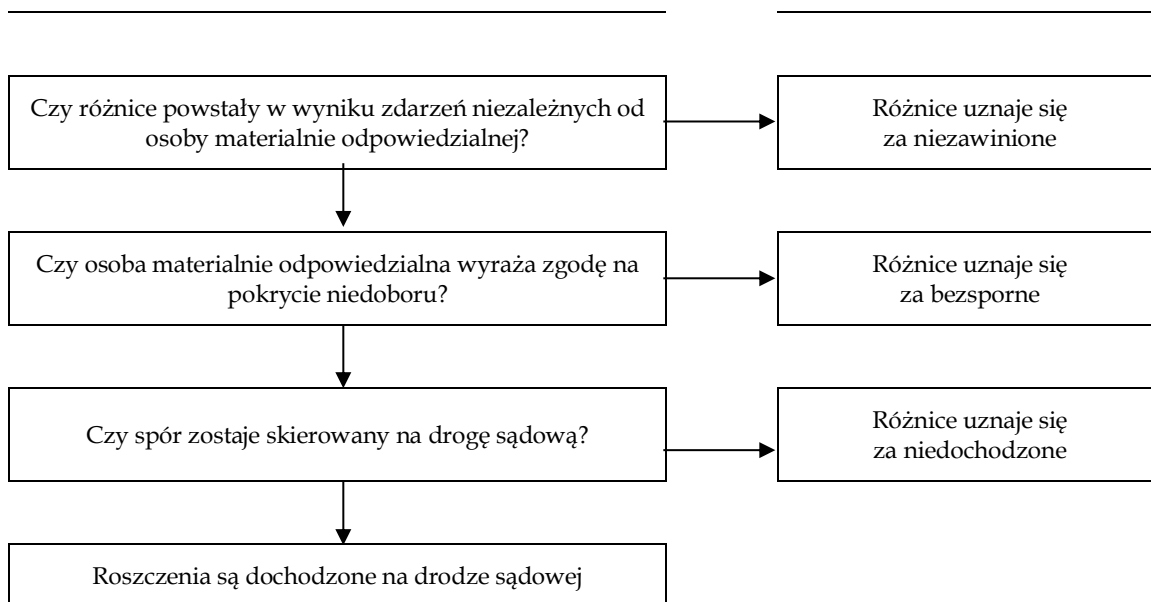 Czy różnice powstały w wyniku zdarzeń niezależnych od
osoby materialnie odpowiedzialnej?
Różnice uznaje się
za niezawinione
Czy osoba materialnie odpowiedzialna wyraża zgodę na
pokrycie niedoboru?
Różnice uznaje się
za bezsporne
Czy spór zostaje skierowany na drogę sądową?
Różnice uznaje się
za niedochodzone
Roszczenia są dochodzone na drodze sądowej